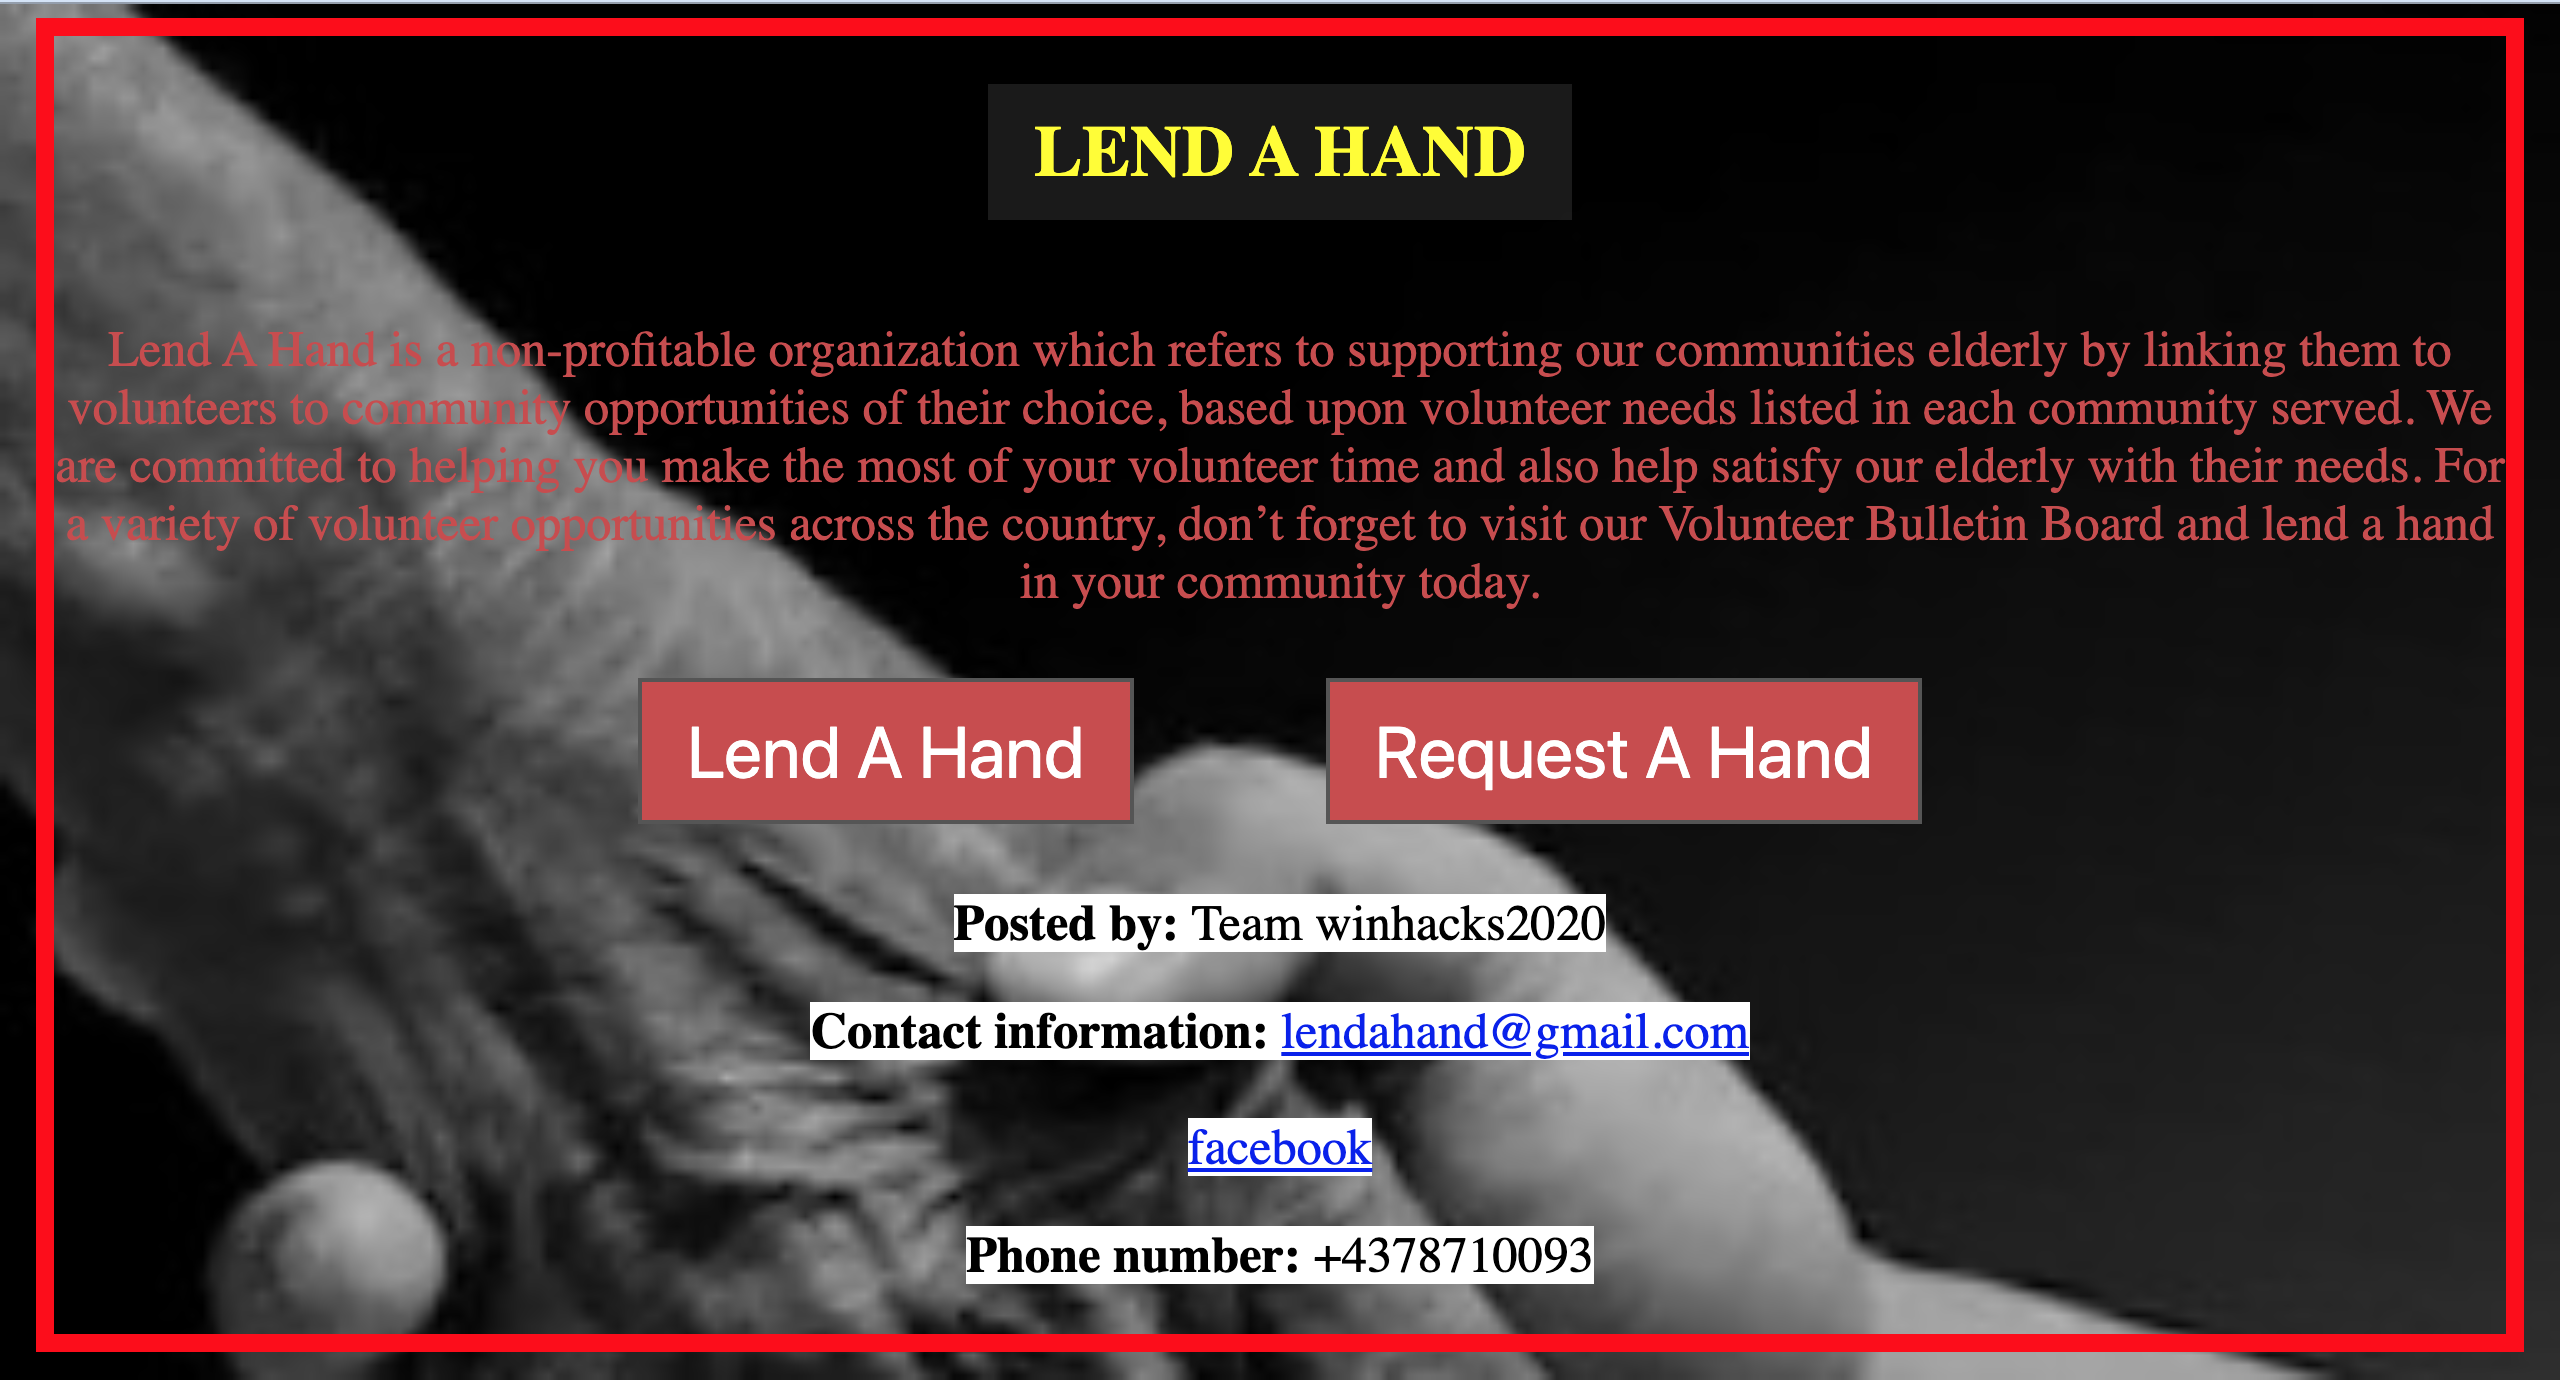 LEND A HAND
Lend A Hand is a non-profitable organization which refers to supporting our communities elderly by linking them to
volunteers to community opportunities of their choice, based upon volunteer needs listed in each community served. We
are committed to helping you make the most of your volunteer time and also help satisfy our elderly with their needs. For
a variety of volunteer opportunities across the country, don’t forget to visit our Volunteer Bulletin Board and lend a hand
in your community today.
Lend A Hand
Request A Hand
Posted by: Team winhacks2020
Contact information: lendahand@gmail.com
facebook
Phone number: +4378710093